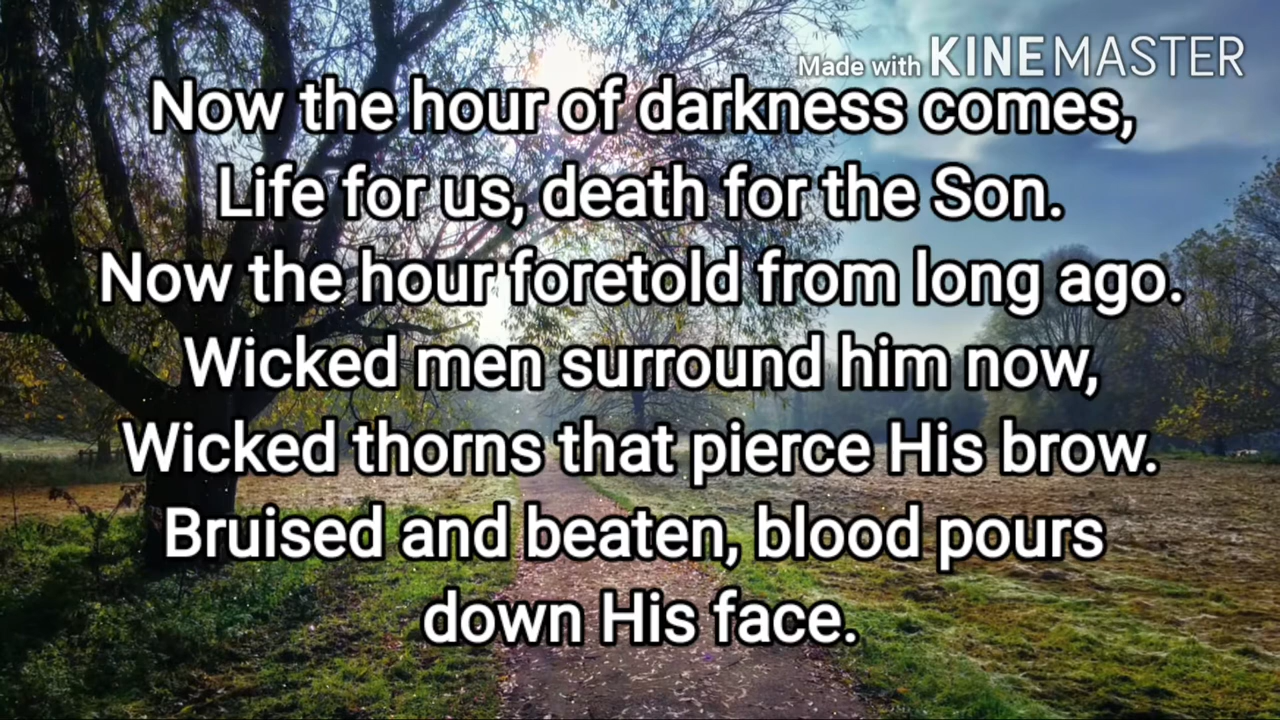 Made with KINEMASTER
Now the hour of darkness comes,
Life for us, death for the Son.
Now the hour foretold from long ago.
Wicked men surround him now,
Wicked thorns that pierce His brow.
Bruised and beaten, blood pours
down His face.